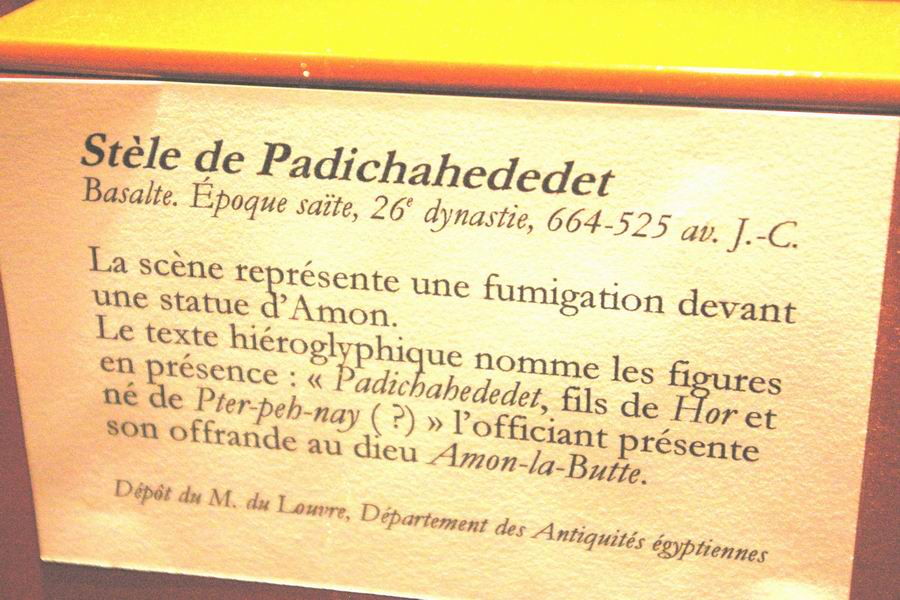 Stèle de Padichahededet
Basalte. Époque saïte, 26e dynastie, 664-525 av. J.-C.
La scène représente une fumigation devant
une statue d'Amon.
Le texte hiéroglyphique nomme les figures
en présence : « Padichahededet, fils de Hor et
né de Pter-peh-nay ( ?) » l'officiant présente
son offrande au dieu Amon-la-Butte.
Dépôt du M. du Louvre, Département des Antiquités égyptiennes